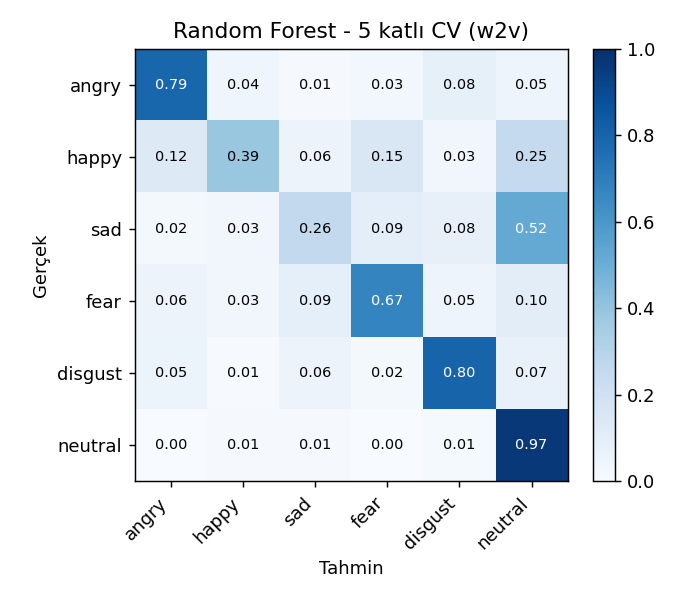 Random Forest - 5 katlı CV (w2v)
Gerçek
angry 0.79 0.04 0.01 0.03 0.08 0.05
happy 0.12 0.39 0.06 0.15 0.03 0.25
sad 0.02 0.03 0.26 0.09 0.08 0.52
fear 0.06 0.03 0.09 0.67 0.05 0.10
disgust 0.05 0.01 0.06 0.02 0.80 0.07
neutral 0.00 0.01 0.01 0.00 0.01 0.97
angry happy sad fear disgust neutral
Tahmin
1.0
0.8
0.6
0.4
0.2
0.0